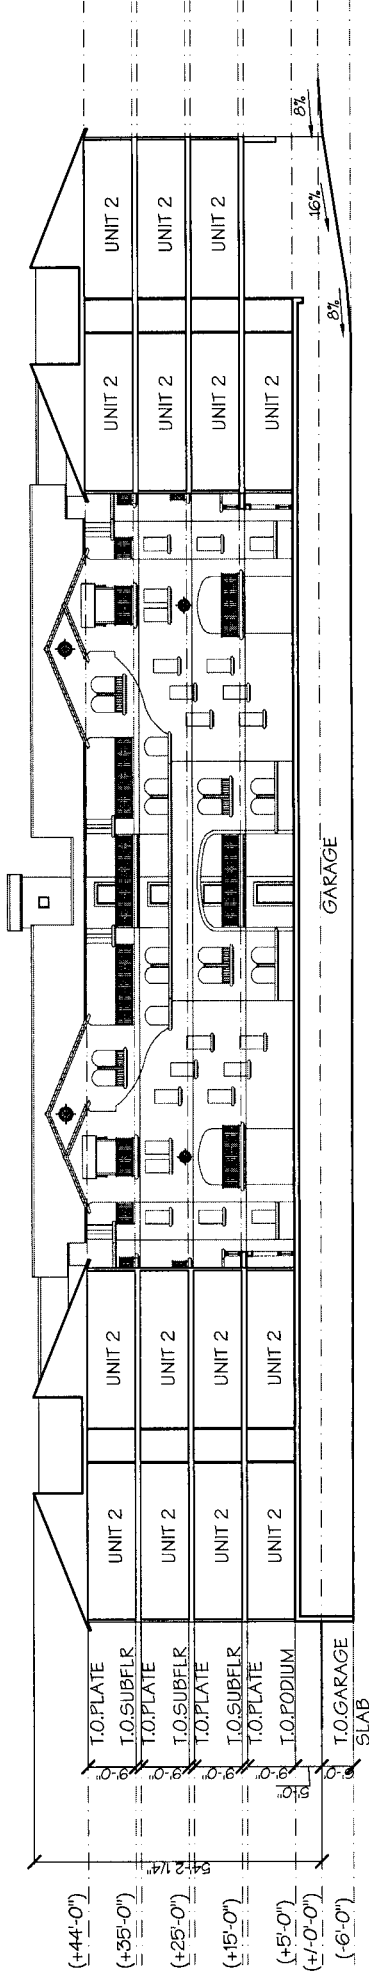 (+44'-0") T.O.PLATE UNIT 2 UNIT 2 UNIT 2 UNIT 2
9'-0"
(+35'-0") T.O.SUBFLR
T.O.PLATE UNIT 2 UNIT 2 UNIT 2 UNIT 2
9'-0"
54'-2 1/4"
(+25'-0") T.O.SUBFLR
T.O.PLATE UNIT 2 UNIT 2 UNIT 2 UNIT 2
9'-0"
(+15'-0") T.O.SUBFLR
T.O.PLATE UNIT 2 UNIT 2 UNIT 2
9'-0"
(+5'-0") T.O.PODIUM
5'-0"
8%
(+/-0'-0") GARAGE 16%
6'-0"
8%
(-6'-0") T.O.GARAGE
SLAB